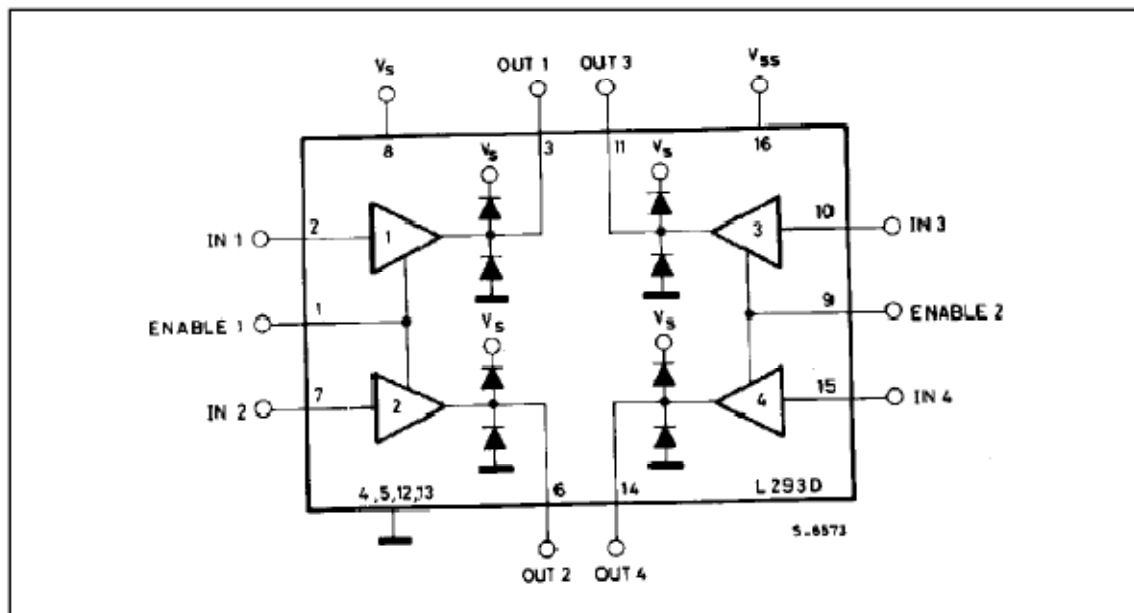 Vs OUT 1 OUT 3 Vss
8 3 11 16
Vs Vs
2 1 3 10
IN 1 IN 3
1 9
ENABLE 1 ENABLE 2
Vs Vs
7 2 4 15
IN 2 IN 4
4,5,12,13 6 14 L293D
S-6573
OUT 2 OUT 4